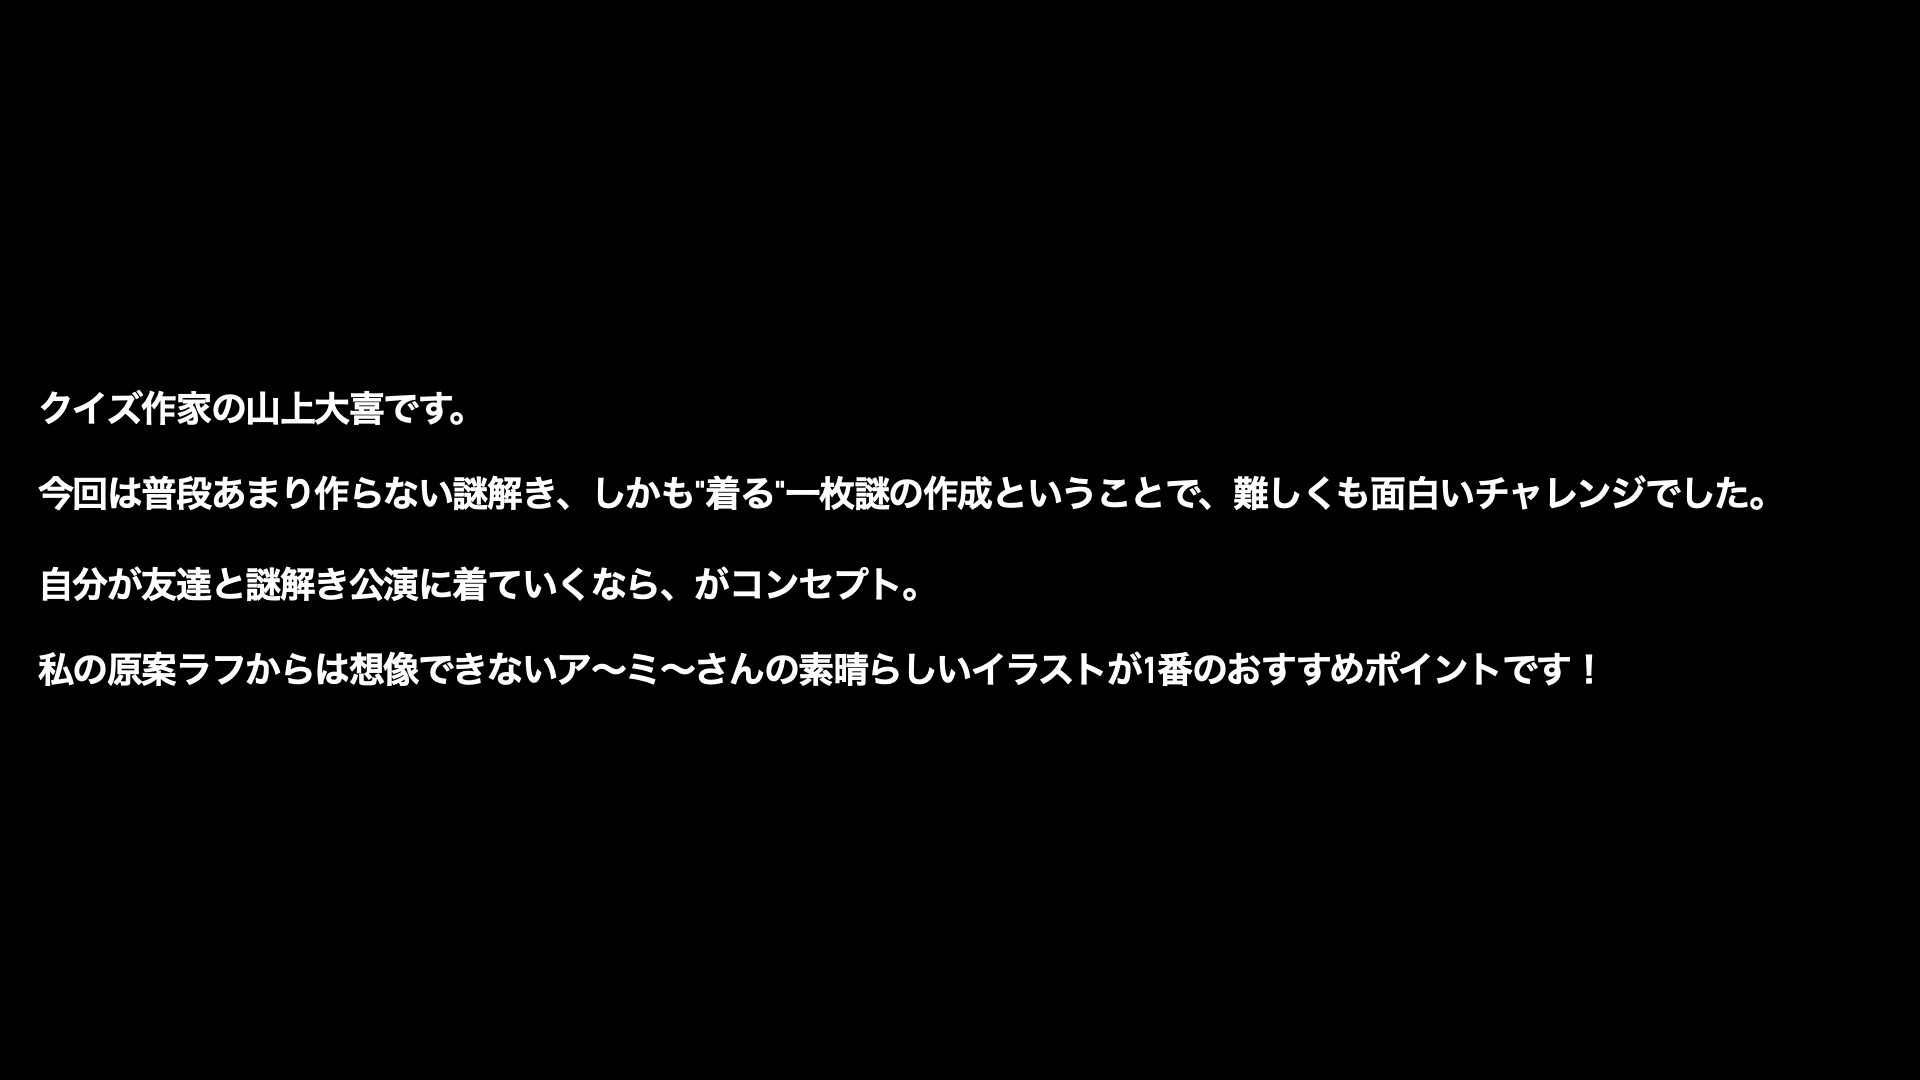 クイズ作家の山上大喜です。
今回は普段あまり作らない謎解き、しかも"着る"一枚謎の作成ということで、難しくも面白いチャレンジでした。
自分が友達と謎解き公演に着ていくなら、がコンセプト。
私の原案ラフからは想像できないア〜ミ〜さんの素晴らしいイラストが1番のおすすめポイントです！